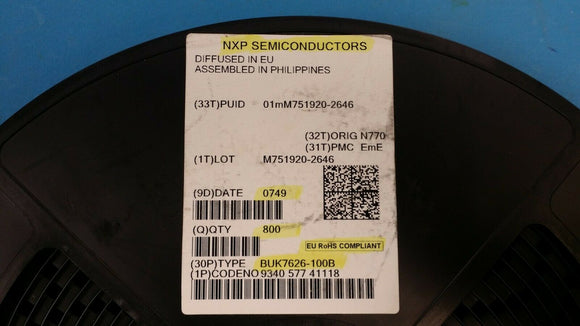 NXP SEMICONDUCTORS
DIFFUSED IN EU
ASSEMBLED IN PHILIPPINES
(33T)PUID 01mM751920-2646
(32T)ORIG N770
(31T)PMC EmE
(1T)LOT M751920-2646
(9D)DATE 0749
(Q)QTY 800
EU RoHS COMPLIANT
(30P)TYPE BUK7626-100B
(1P)CODENO 9340 577 41118